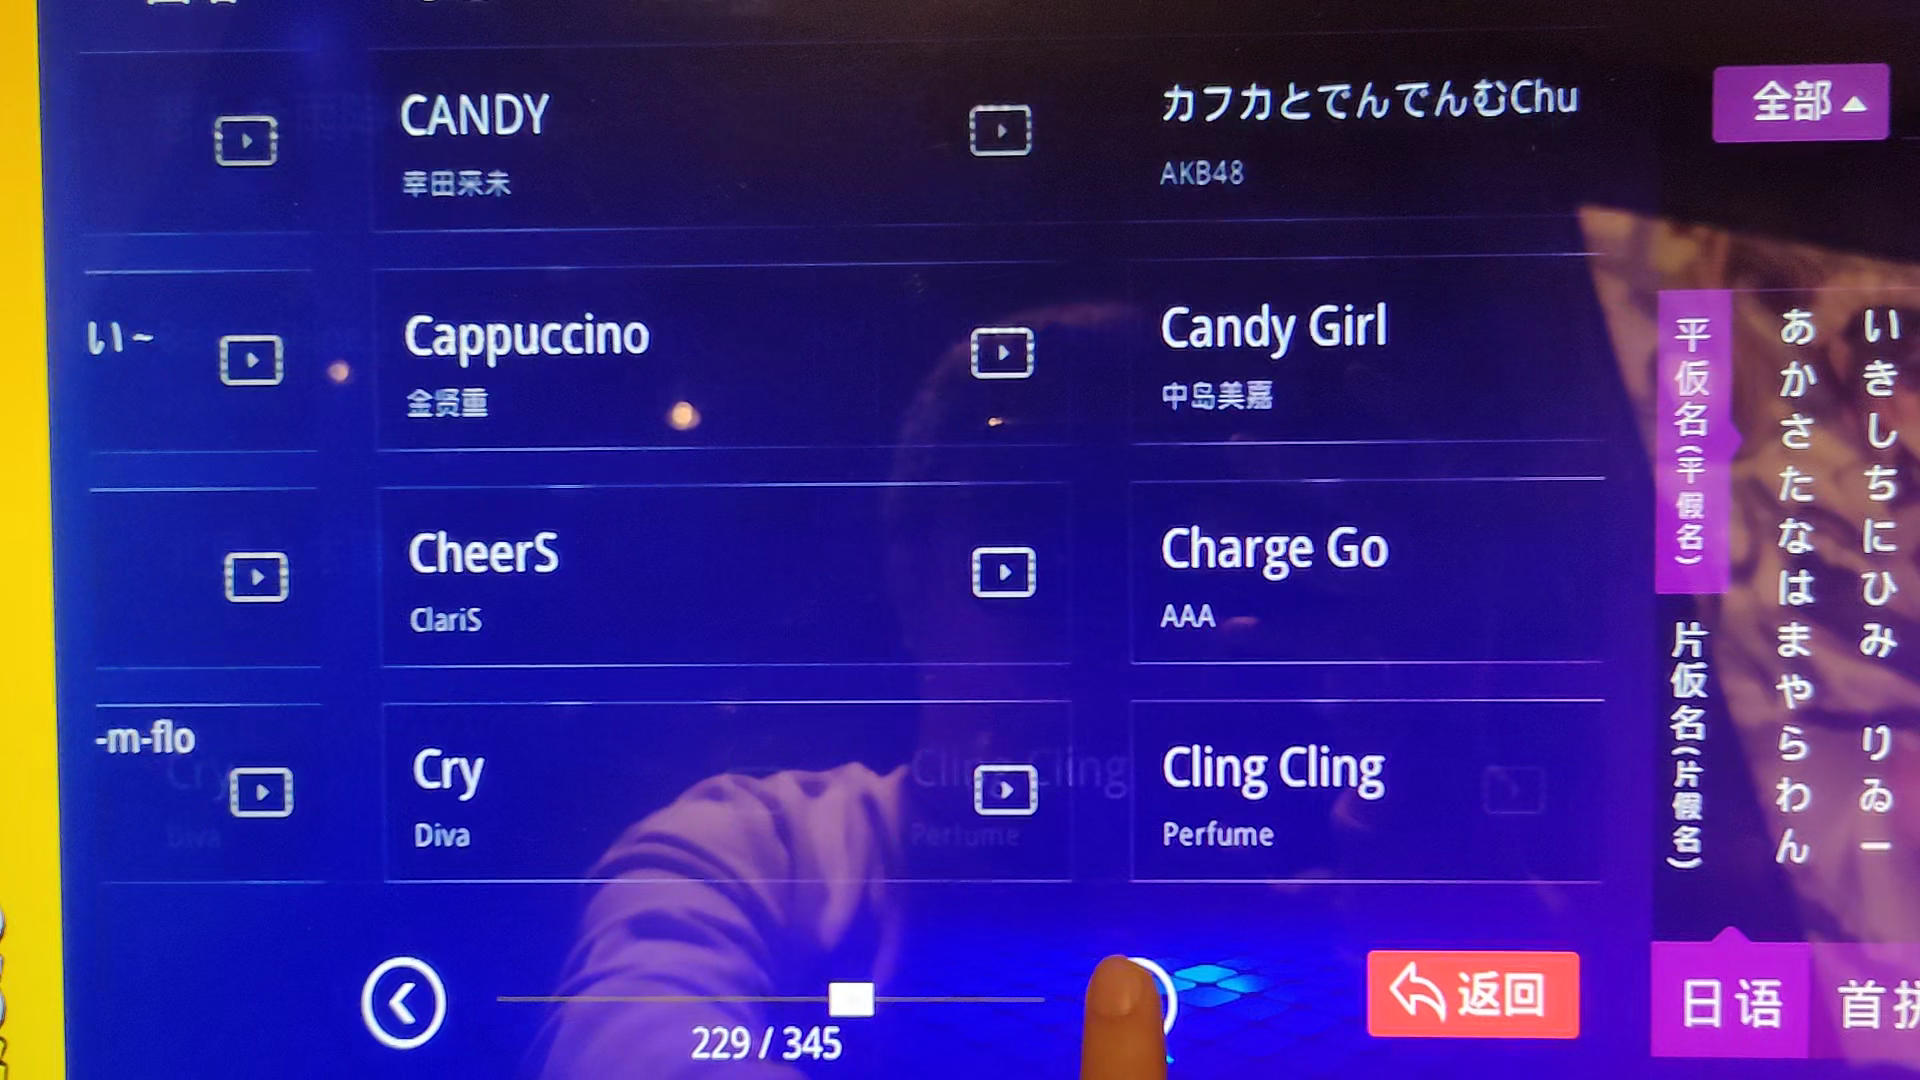 CANDY
幸田来未
カフカとでんでんむChu
AKB48
全部
い~
Cappuccino
金贤重
Candy Girl
中岛美嘉
CheerS
ClariS
Charge Go
AAA
-m-flo
Cry
Diva
Cling Cling
Perfume
平仮名(平假名)
片仮名(片假名)
あかさたなはまやらわん
いきしちにひみ りゐー
229 / 345
返回
日语
首拼